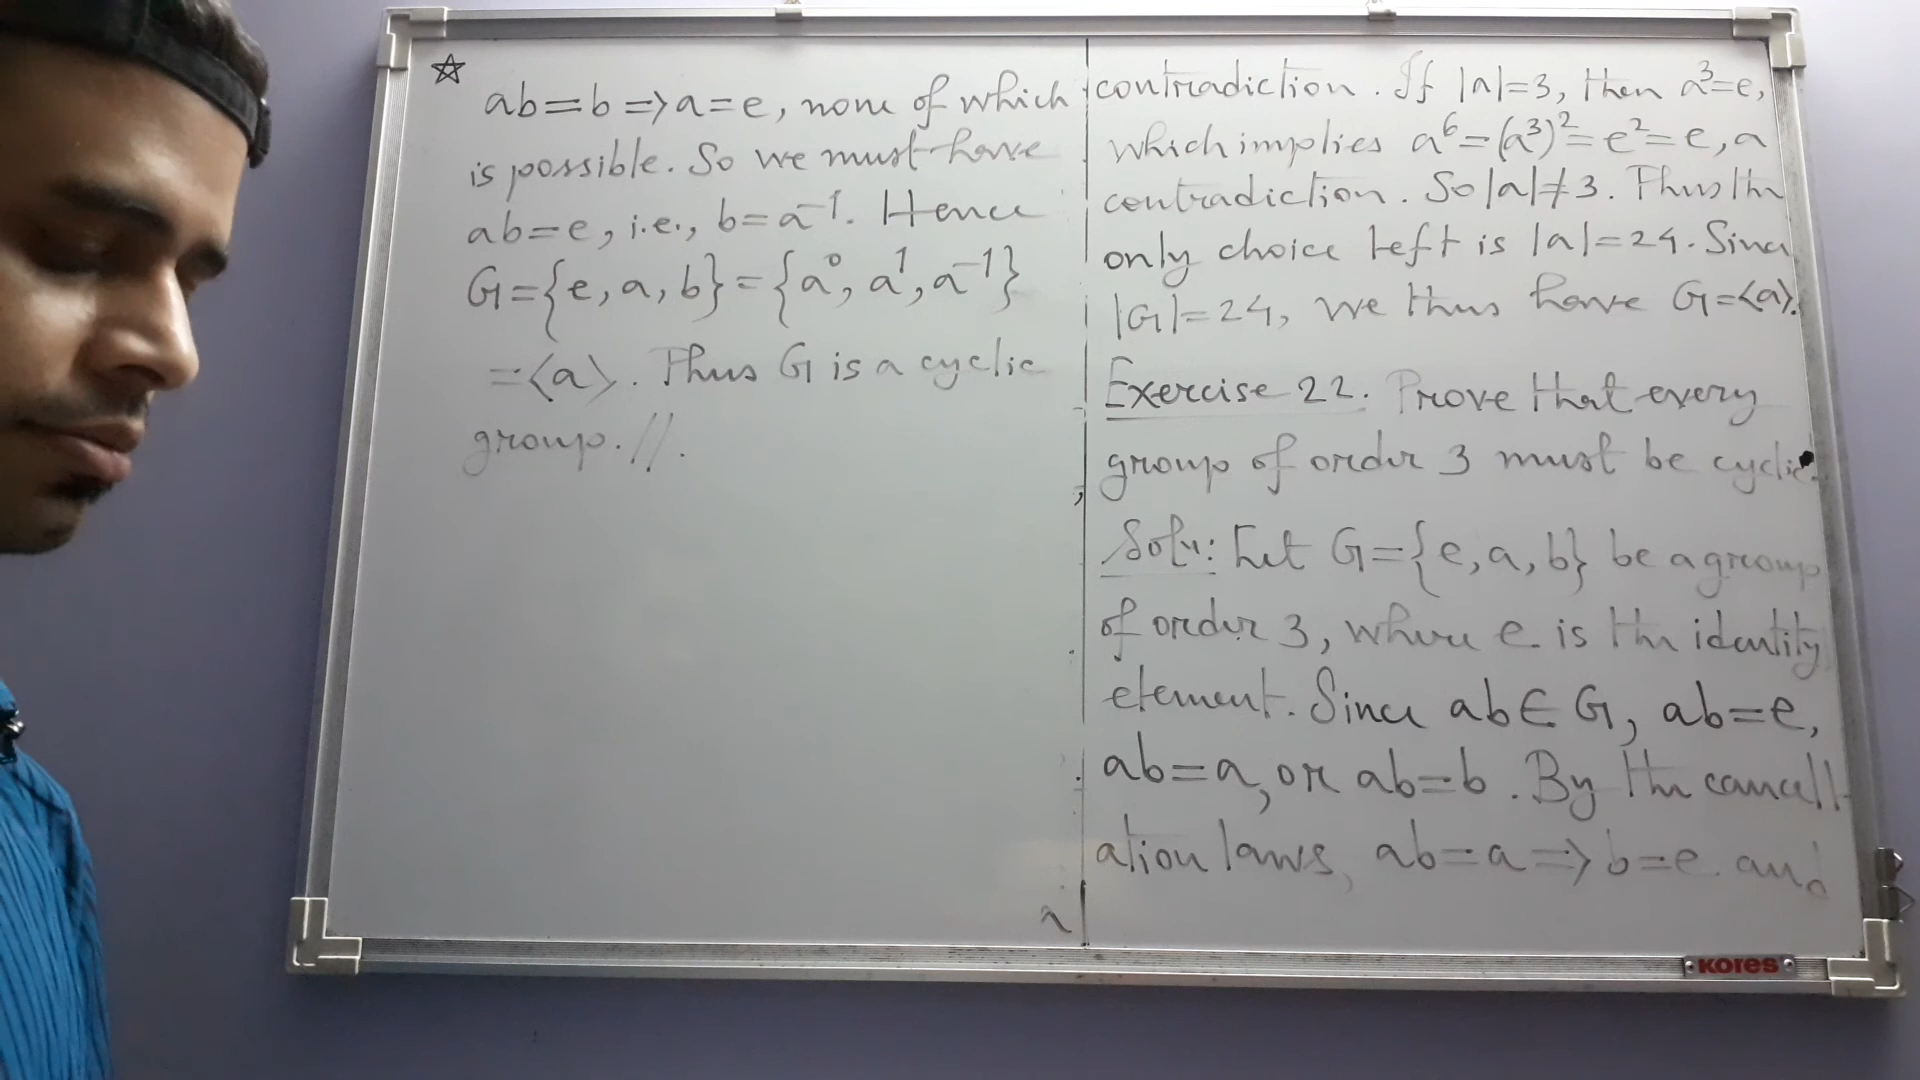 contradiction. If |a|=3, then a³=e,
which implies a⁶=(a³)²=e²=e, a
contradiction. So |a|≠3. Thus the
only choice left is |a|=24. Since
|G|=24, we thus have G=<a>.
Exercise 22. Prove that every
group of order 3 must be cyclic.
Soln: Let G={e, a, b} be a group
of order 3, where e is the identity
element. Since ab∈G, ab=e,
ab=a, or ab=b. By the cancell-
ation laws, ab=a⇒b=e and
☆
ab=b⇒a=e, none of which
is possible. So we must have
ab=e, i.e., b=a⁻¹. Hence
G={e, a, b}={a⁰, a¹, a⁻¹}
=<a>. Thus G is a cyclic
group.//.
KORES